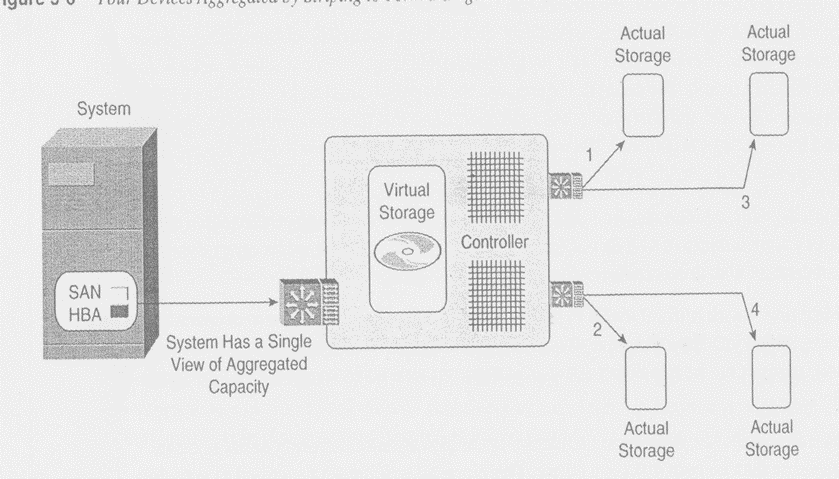 Actual
Storage
Actual
Storage
System
1
Virtual
Storage
3
Controller
SAN
HBA
4
2
System Has a Single
View of Aggregated
Capacity
Actual
Storage
Actual
Storage